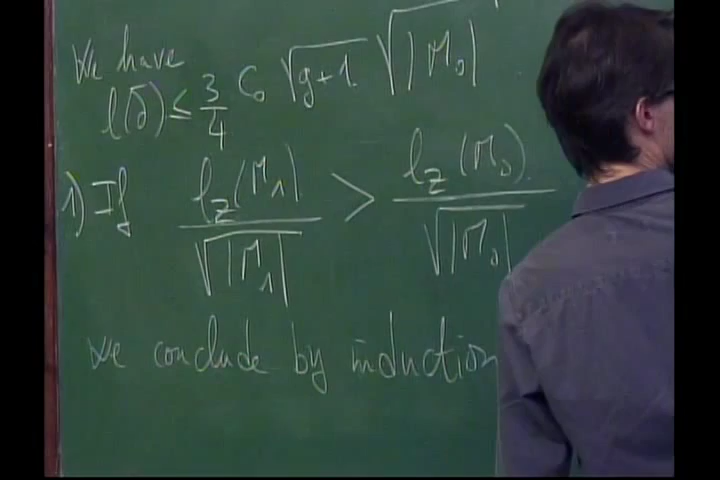 We have
l(δ) ≤ 3/4 C₀ √(g+1) √|M₀|
1) If l_Z(M₁)/√|M₁| > l_Z(M₀)/√|M₀|
we conclude by induction